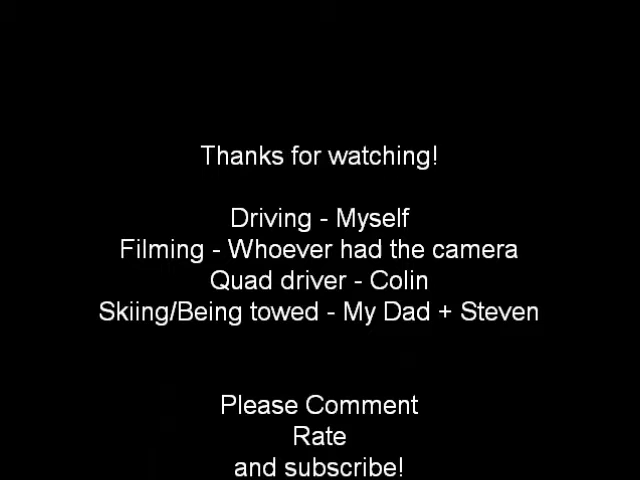 Thanks for watching!
Driving - Myself
Filming - Whoever had the camera
Quad driver - Colin
Skiing/Being towed - My Dad + Steven
Please Comment
Rate
and subscribe!